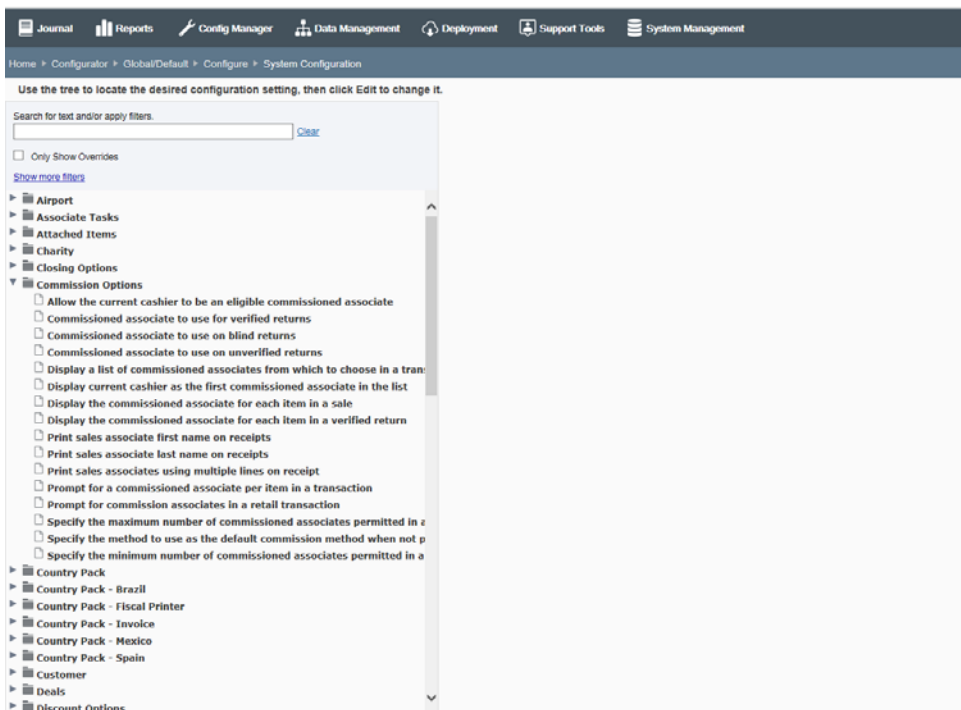 Journal Reports Config Manager Data Management Deployment Support Tools System Management
Home Configurator Global/Default Configure System Configuration
Use the tree to locate the desired configuration setting, then click Edit to change it.
Search for text and/or apply filters.
Clear
Only Show Overrides
Show more filters
Airport
Associate Tasks
Attached Items
Charity
Closing Options
Commission Options
Allow the current cashier to be an eligible commissioned associate
Commissioned associate to use for verified returns
Commissioned associate to use on blind returns
Commissioned associate to use on unverified returns
Display a list of commissioned associates from which to choose in a tran
Display current cashier as the first commissioned associate in the list
Display the commissioned associate for each item in a sale
Display the commissioned associate for each item in a verified return
Print sales associate first name on receipts
Print sales associate last name on receipts
Print sales associates using multiple lines on receipt
Prompt for a commissioned associate per item in a transaction
Prompt for commission associates in a retail transaction
Specify the maximum number of commissioned associates permitted in a
Specify the method to use as the default commission method when not p
Specify the minimum number of commissioned associates permitted in a
Country Pack
Country Pack - Brazil
Country Pack - Fiscal Printer
Country Pack - Invoice
Country Pack - Mexico
Country Pack - Spain
Customer
Deals
Discount Options